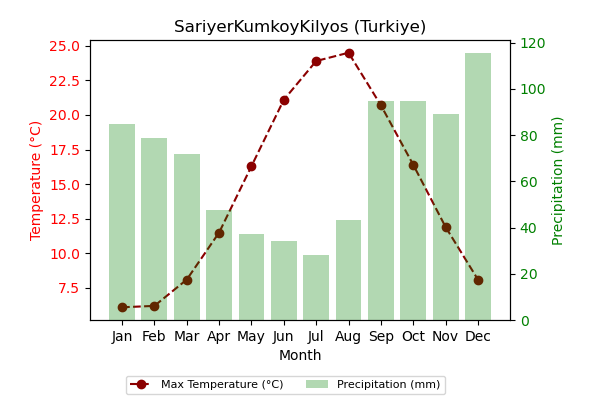 SariyerKumkoyKilyos (Turkiye)
25.0
22.5
20.0
17.5
15.0
12.5
10.0
7.5
Temperature (°C)
120
100
80
60
40
20
0
Precipitation (mm)
Jan Feb Mar Apr May Jun Jul Aug Sep Oct Nov Dec
Month
Max Temperature (°C) Precipitation (mm)